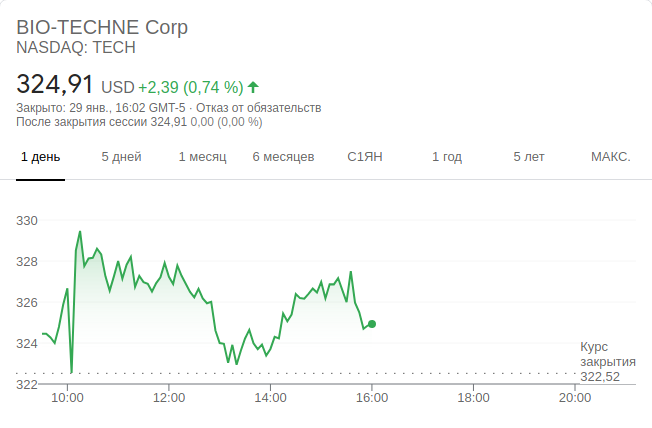 BIO-TECHNE Corp
NASDAQ: TECH
324,91 USD +2,39 (0,74 %)
Закрыто: 29 янв., 16:02 GMT-5 · Отказ от обязательств
После закрытия сессии 324,91 0,00 (0,00 %)
1 день 5 дней 1 месяц 6 месяцев С1ЯН 1 год 5 лет МАКС.
330
328
326
324
Курс
закрытия
322,52
322
10:00 12:00 14:00 16:00 18:00 20:00